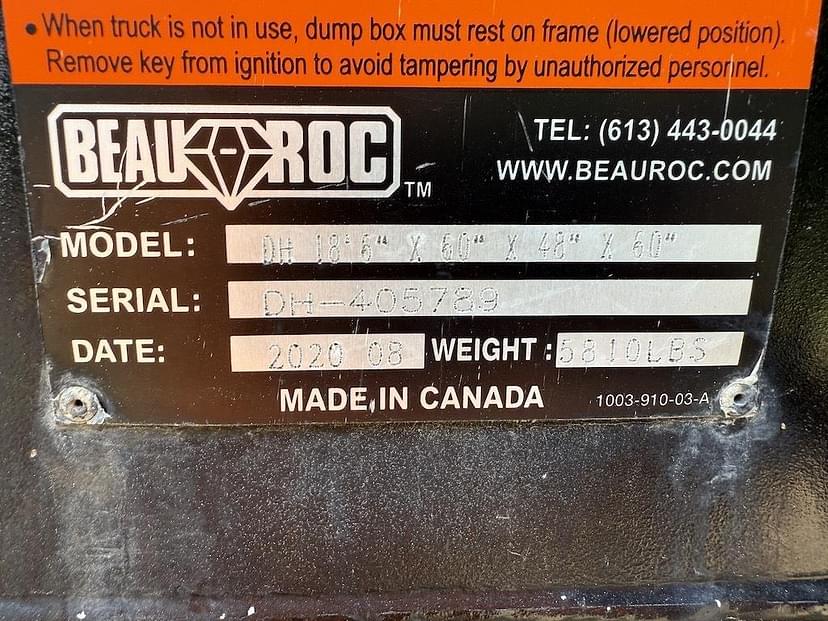 • When truck is not in use, dump box must rest on frame (lowered position).
Remove key from ignition to avoid tampering by unauthorized personnel.
BEAU-ROC TM
TEL: (613) 443-0044
WWW.BEAUROC.COM
MODEL: DH 18'6" X 60" X 48" X 60"
SERIAL: DH-405789
DATE: 2020 08 WEIGHT: 5810LBS
MADE IN CANADA 1003-910-03-A